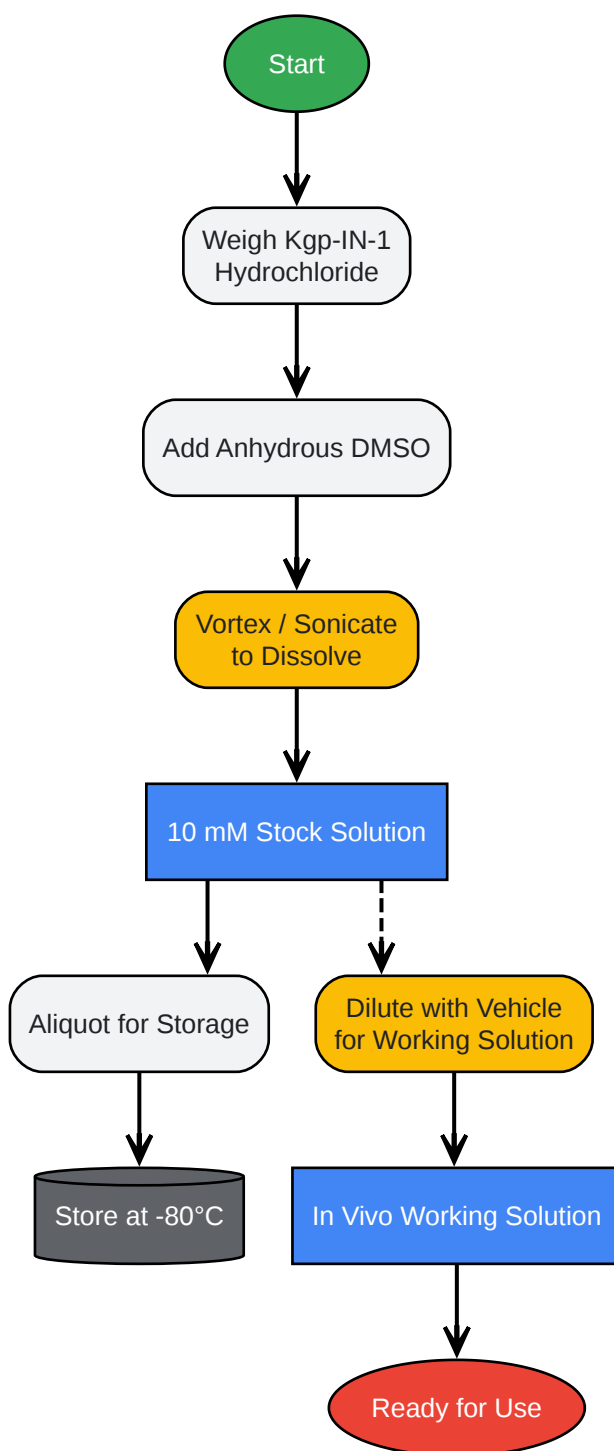 Start
Weigh Kgp-IN-1
Hydrochloride
Add Anhydrous DMSO
Vortex / Sonicate
to Dissolve
10 mM Stock Solution
Aliquot for Storage
Dilute with Vehicle
for Working Solution
Store at -80°C
In Vivo Working Solution
Ready for Use